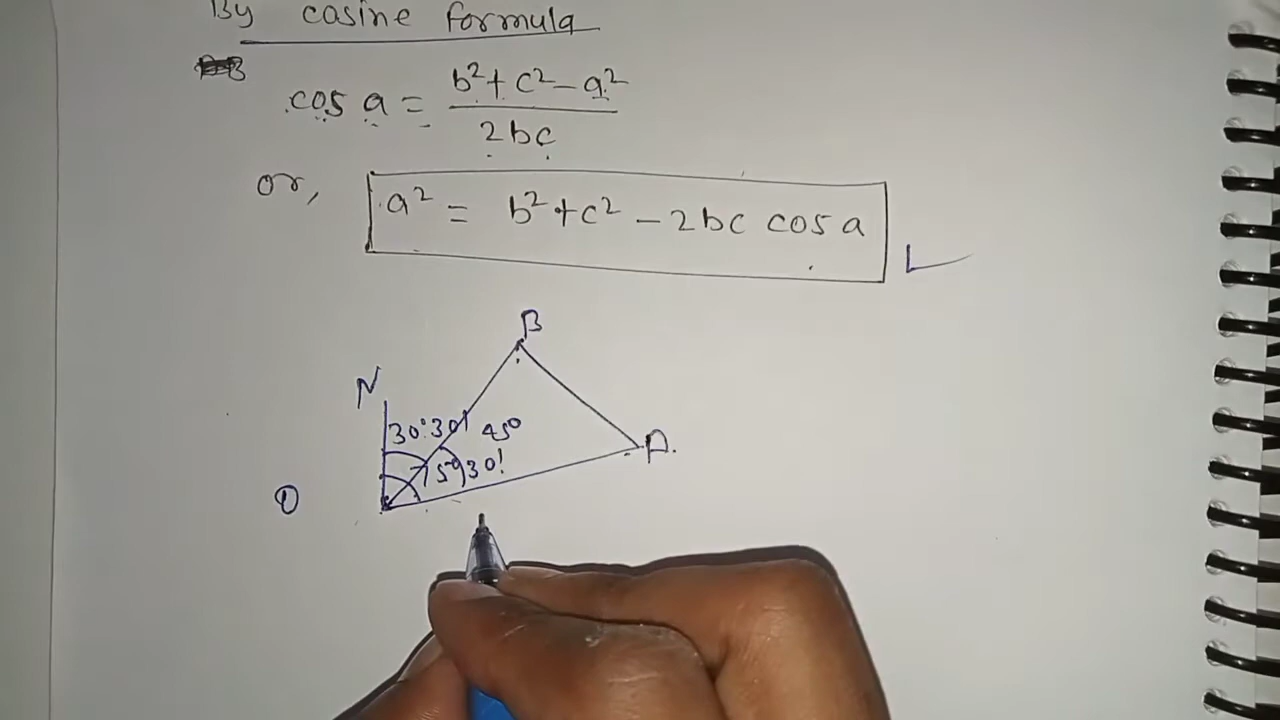 By cosine formula
cos a = b²+c²-a² / 2bc
or, a² = b²+c² - 2bc cos a
B
N
30°30' 45°
A.
75°30'
O